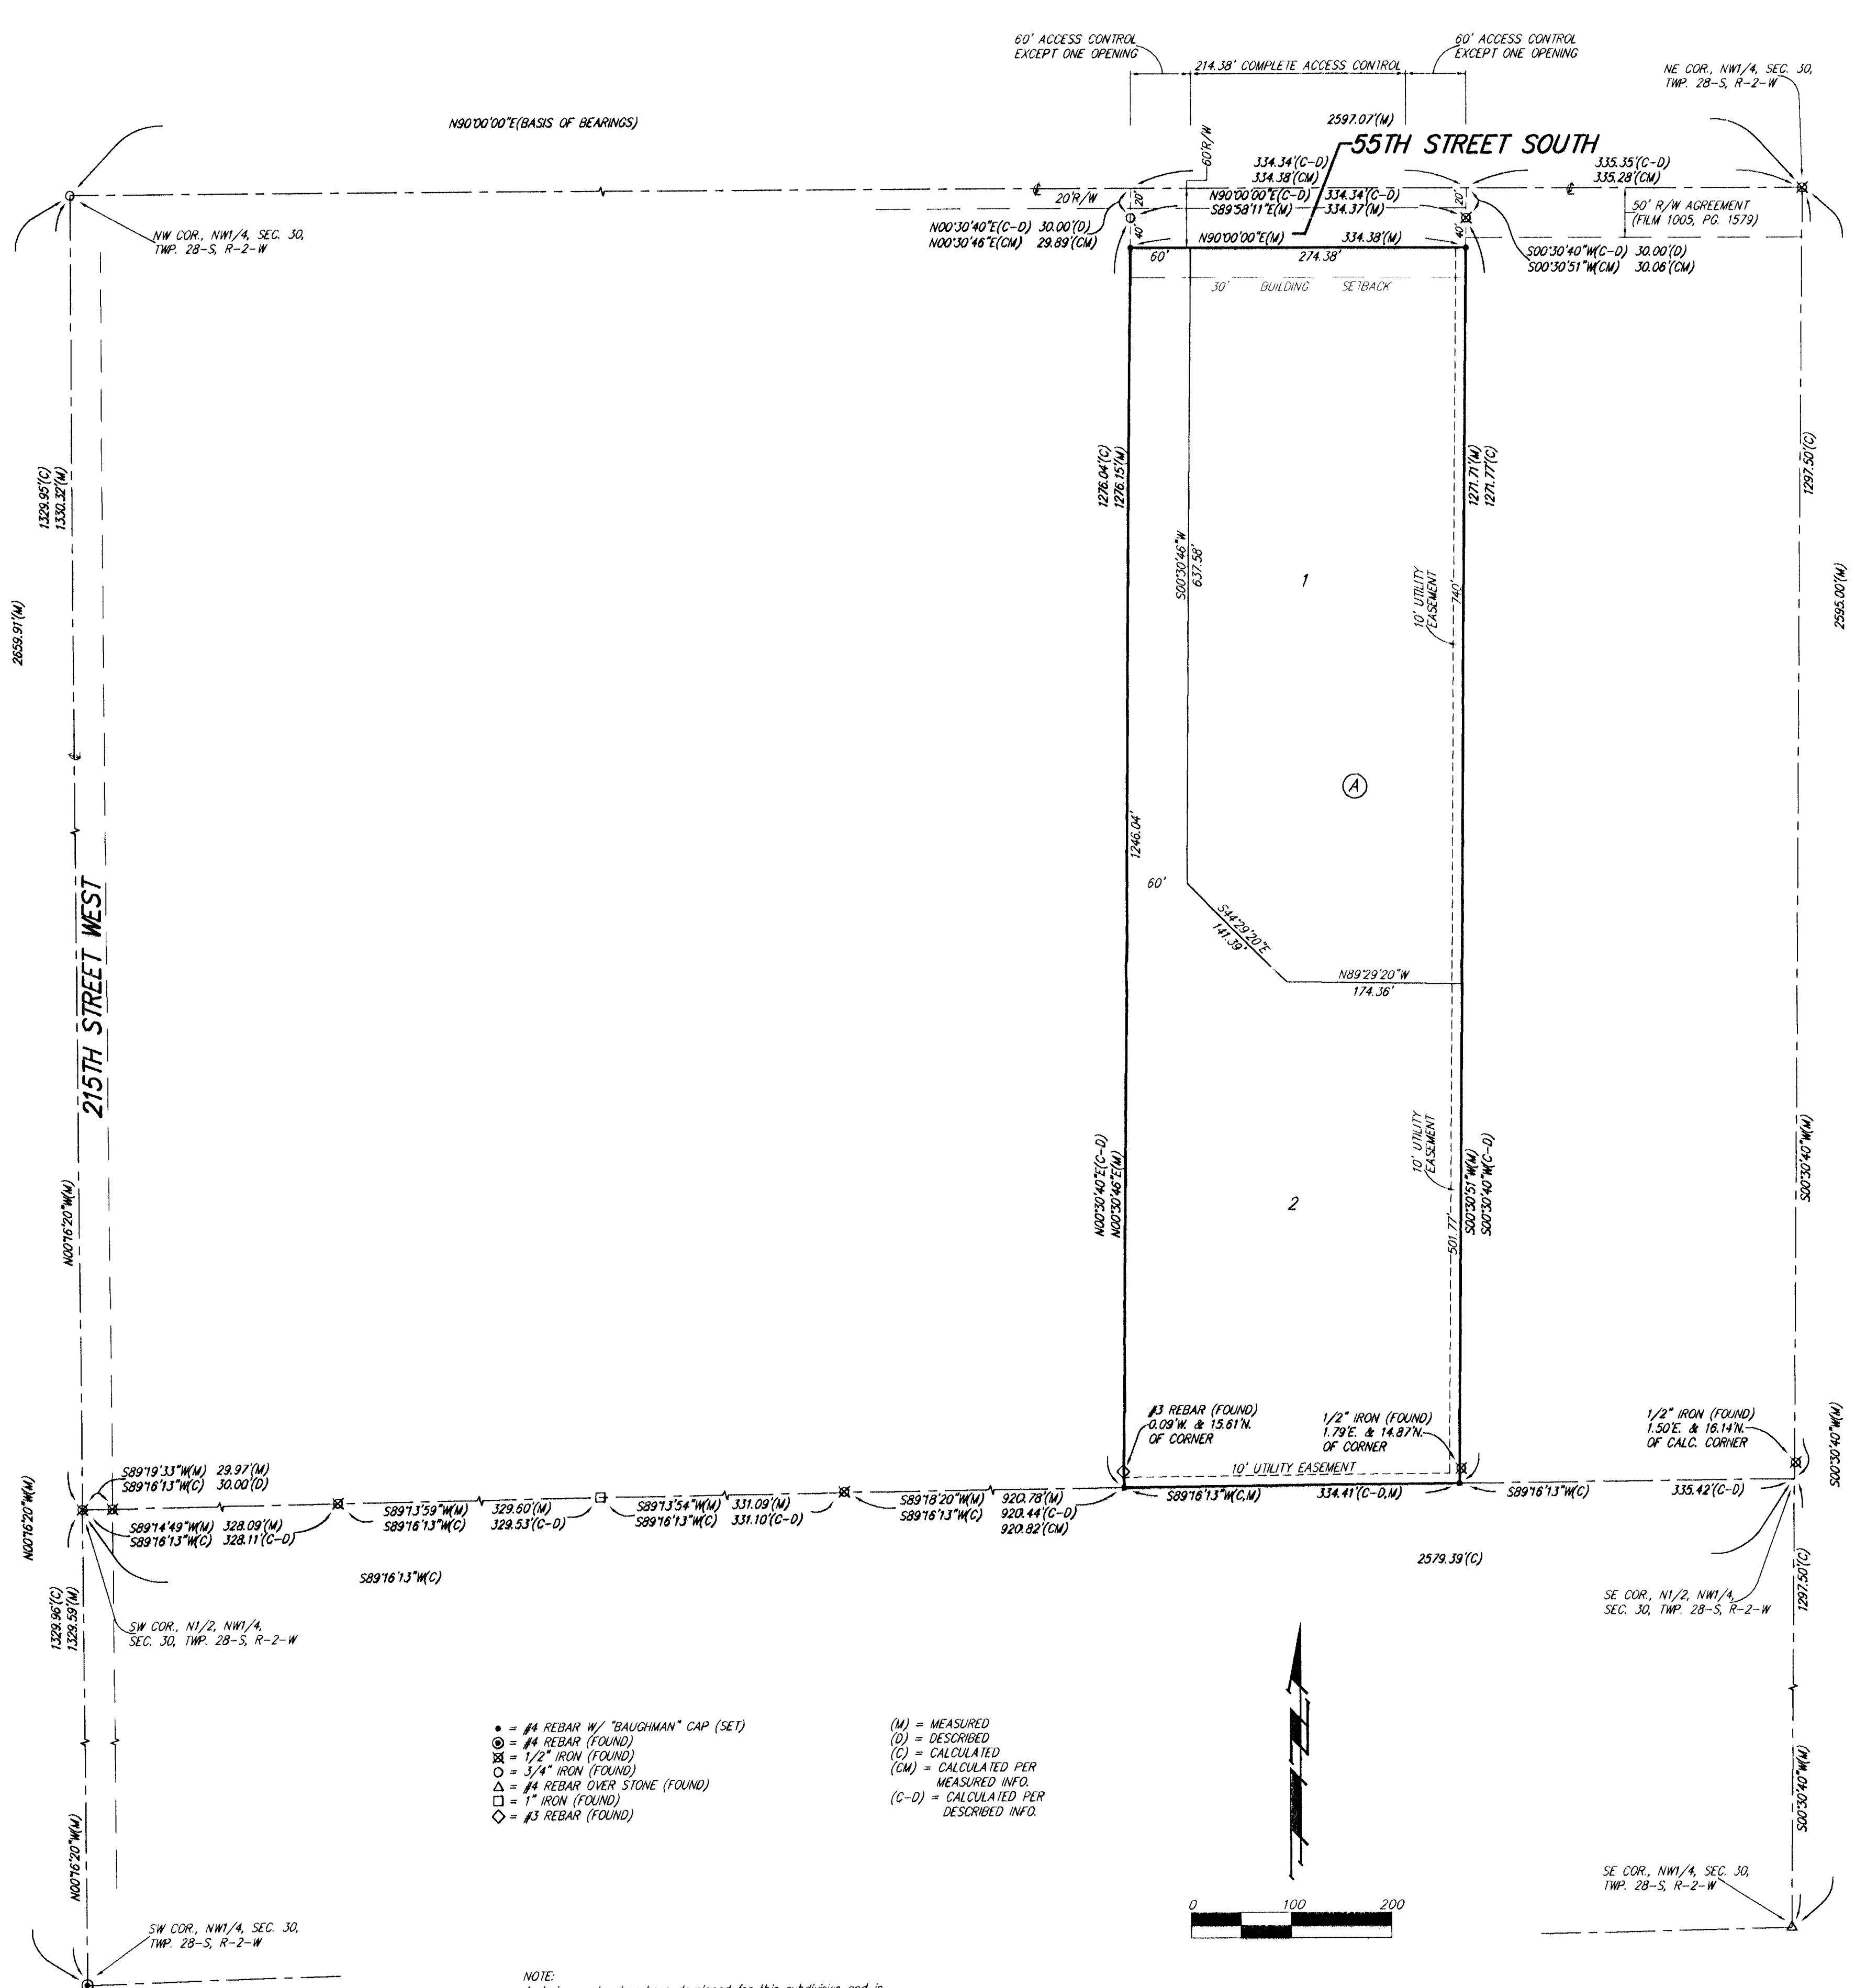 60' ACCESS CONTROL
EXCEPT ONE OPENING
60' ACCESS CONTROL
EXCEPT ONE OPENING
214.38' COMPLETE ACCESS CONTROL
NE COR., NW1/4, SEC. 30,
TWP. 28-S, R-2-W
N90°00'00"E(BASIS OF BEARINGS)
2597.07'(M)
55TH STREET SOUTH
60'R/W
334.34'(C-D)
334.38'(CM)
335.35'(C-D)
335.28'(CM)
20'R/W
20'
N90°00'00"E(C-D) 334.34'(C-D)
S89°58'11"E(M) 334.37'(M)
20'
50' R/W AGREEMENT
(FILM 1005, PG. 1579)
NW COR., NW1/4, SEC. 30,
TWP. 28-S, R-2-W
N00°30'40"E(C-D) 30.00'(D)
N00°30'46"E(CM) 29.89'(CM)
40'
N90°00'00"E(M) 334.38'(M)
40'
S00°30'40"W(C-D) 30.00'(D)
S00°30'51"W(CM) 30.06'(CM)
60'
274.38'
30' BUILDING SETBACK
1329.95'(C)
1330.32'(M)
2659.91'(M)
1276.04'(C)
1276.15'(M)
S00°30'46"W
637.58'
1
10' UTILITY
EASEMENT
740'
1271.71'(M)
1271.77'(C)
1297.50'(C)
2595.00'(M)
A
1246.04'
60'
S44°29'20"E
141.39'
N89°29'20"W
174.36'
215TH STREET WEST
N00°16'20"W(M)
N00°30'40"E(C-D)
N00°30'46"E(M)
2
10' UTILITY
EASEMENT
501.77'
S00°30'51"W(M)
S00°30'40"W(C-D)
S00°30'40"W(M)
#3 REBAR (FOUND)
0.09'W. & 15.61'N.
OF CORNER
1/2" IRON (FOUND)
1.79'E. & 14.87'N.
OF CORNER
1/2" IRON (FOUND)
1.50'E. & 16.14'N.
OF CALC. CORNER
S00°30'40"W(M)
10' UTILITY EASEMENT
N00°16'20"W(M)
S89°19'33"W(M) 29.97'(M)
S89°16'13"W(C) 30.00'(D)
S89°14'49"W(M) 328.09'(M)
S89°16'13"W(C) 328.11'(C-D)
S89°13'59"W(M) 329.60'(M)
S89°16'13"W(C) 329.53'(C-D)
S89°13'54"W(M) 331.09'(M)
S89°16'13"W(C) 331.10'(C-D)
S89°18'20"W(M) 920.78'(M)
S89°16'13"W(C) 920.44'(C-D)
920.82'(CM)
S89°16'13"W(C,M) 334.41'(C-D,M)
S89°16'13"W(C) 335.42'(C-D)
2579.39'(C)
S89°16'13"W(C)
1329.96'(C)
1329.59'(M)
SW COR., N1/2, NW1/4,
SEC. 30, TWP. 28-S, R-2-W
SE COR., N1/2, NW1/4,
SEC. 30, TWP. 28-S, R-2-W
1297.50'(C)
= #4 REBAR W/ "BAUGHMAN" CAP (SET)
= #4 REBAR (FOUND)
= 1/2" IRON (FOUND)
= 3/4" IRON (FOUND)
= #4 REBAR OVER STONE (FOUND)
= 1" IRON (FOUND)
= #3 REBAR (FOUND)
(M) = MEASURED
(D) = DESCRIBED
(C) = CALCULATED
(CM) = CALCULATED PER
MEASURED INFO.
(C-D) = CALCULATED PER
DESCRIBED INFO.
N00°16'20"W(M)
S00°30'40"W(M)
SE COR., NW1/4, SEC. 30,
TWP. 28-S, R-2-W
0 100 200
SW COR., NW1/4, SEC. 30,
TWP. 28-S, R-2-W
NOTE: